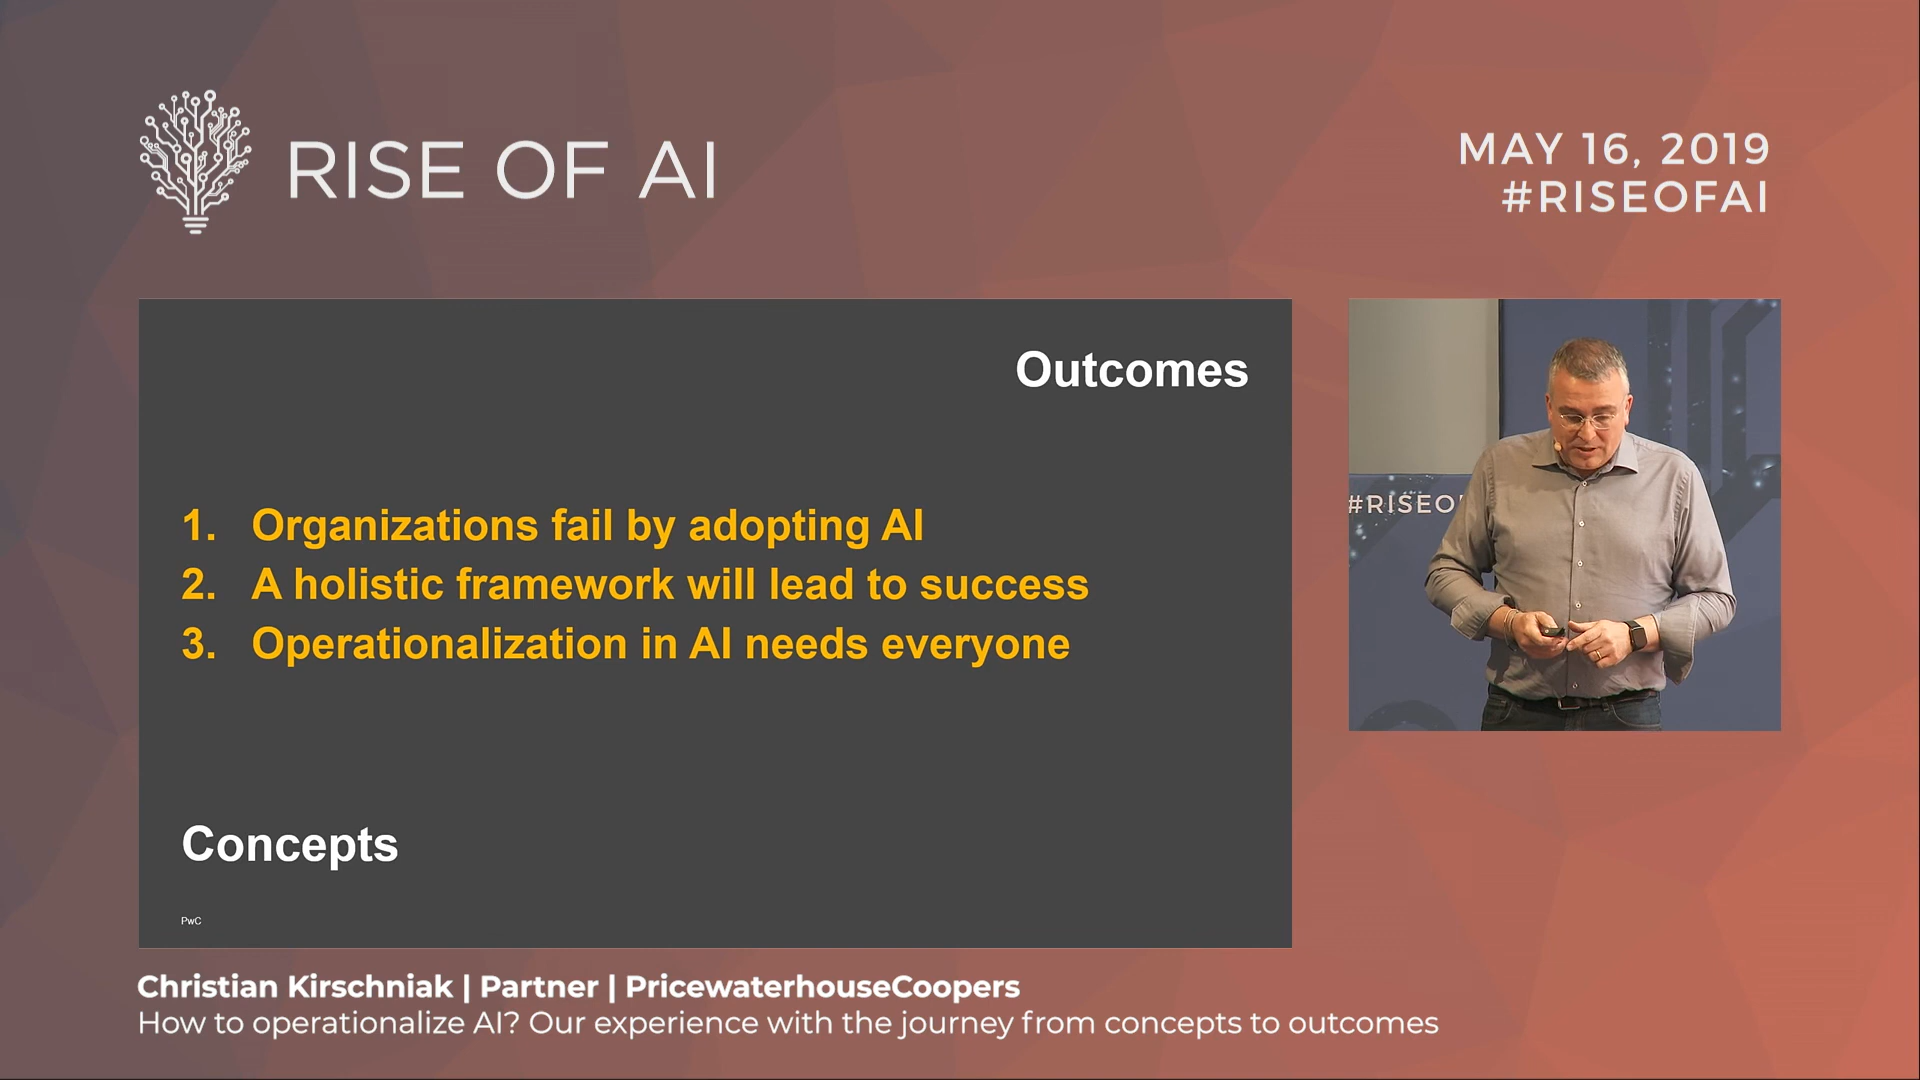 RISE OF AI
MAY 16, 2019
#RISEOFAI
Outcomes
1. Organizations fail by adopting AI
2. A holistic framework will lead to success
3. Operationalization in AI needs everyone
Concepts
PwC
#RISEO
Christian Kirschniak | Partner | PricewaterhouseCoopers
How to operationalize AI? Our experience with the journey from concepts to outcomes